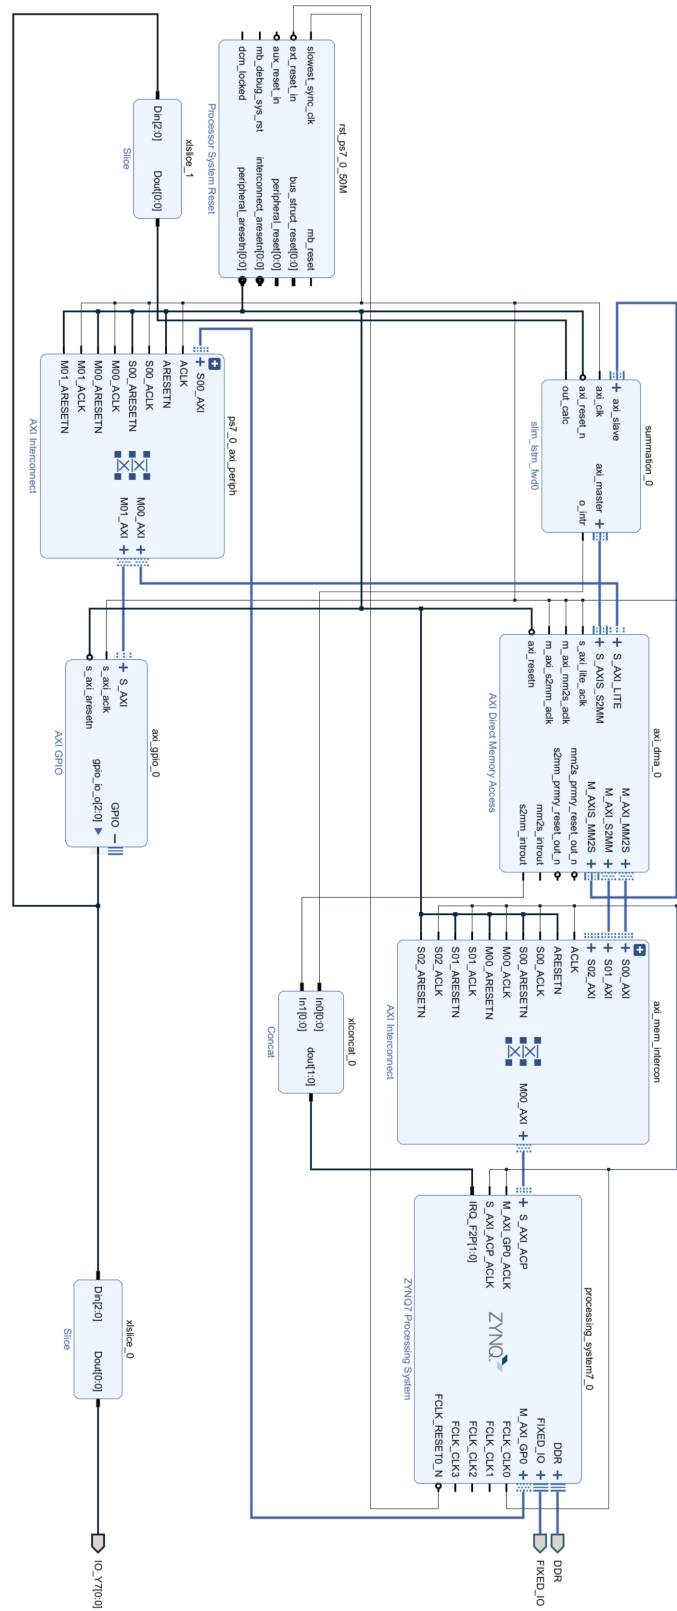 rst_ps7_0_50M
slowest_sync_clk
ext_reset_in
aux_reset_in
mb_debug_sys_rst
dcm_locked
mb_reset
bus_struct_reset[0:0]
peripheral_reset[0:0]
interconnect_aresetn[0:0]
peripheral_aresetn[0:0]
Processor System Reset
xlslice_1
Din[2:0]
Dout[0:0]
Slice
summation_0
axi_slave
axi_clk
axi_reset_n
out_calc
axi_master
o_intr
slim_lstm_fwd0
ps7_0_axi_periph
S00_AXI
ACLK
ARESETN
S00_ACLK
S00_ARESETN
M00_ACLK
M00_ARESETN
M01_ACLK
M01_ARESETN
M00_AXI
M01_AXI
AXI Interconnect
axi_dma_0
S_AXI_LITE
S_AXIS_S2MM
s_axi_lite_aclk
m_axi_mm2s_aclk
m_axi_s2mm_aclk
axi_resetn
M_AXI_MM2S
M_AXI_S2MM
M_AXIS_MM2S
mm2s_prmry_reset_out_n
s2mm_prmry_reset_out_n
mm2s_introut
s2mm_introut
AXI Direct Memory Access
axi_gpio_0
S_AXI
s_axi_aclk
s_axi_aresetn
GPIO
gpio_io_o[2:0]
AXI GPIO
axi_mem_intercon
S00_AXI
S01_AXI
S02_AXI
ACLK
ARESETN
S00_ACLK
S00_ARESETN
M00_ACLK
M00_ARESETN
S01_ACLK
S01_ARESETN
S02_ACLK
S02_ARESETN
M00_AXI
AXI Interconnect
xlconcat_0
In0[0:0]
In1[0:0]
dout[1:0]
Concat
processing_system7_0
S_AXI_ACP
M_AXI_GP0_ACLK
S_AXI_ACP_ACLK
IRQ_F2P[1:0]
ZYNQ
DDR
FIXED_IO
M_AXI_GP0
FCLK_CLK0
FCLK_CLK1
FCLK_CLK2
FCLK_CLK3
FCLK_RESET0_N
ZYNQ7 Processing System
xlslice_0
Din[2:0]
Dout[0:0]
Slice
DDR
FIXED_IO
IO_Y7[0:0]